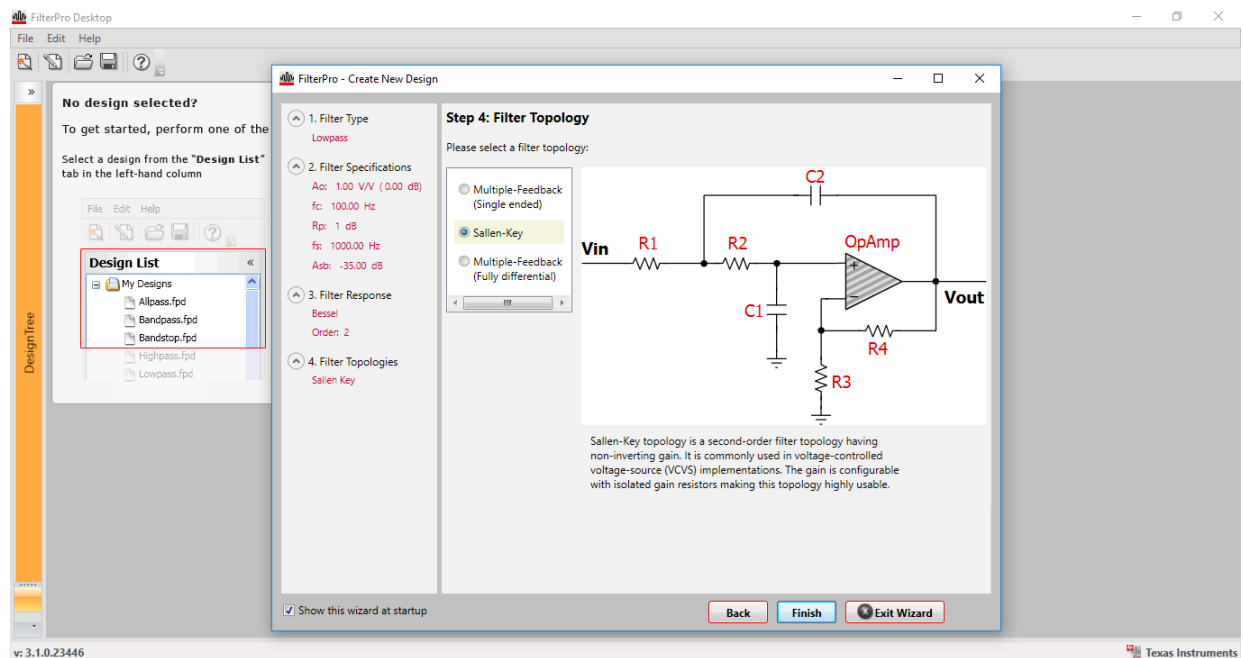 FilterPro Desktop
File Edit Help
FilterPro - Create New Design
»
No design selected?
To get started, perform one of the
Select a design from the "Design List"
tab in the left-hand column
File Edit Help
Design List «
My Designs
Allpass.fpd
Bandpass.fpd
Bandstop.fpd
Highpass.fpd
Lowpass.fpd
DesignTree
1. Filter Type
Lowpass
2. Filter Specifications
Ao: 1.00 V/V ( 0.00 dB)
fc: 100.00 Hz
Rp: 1 dB
fs: 1000.00 Hz
Asb: -35.00 dB
3. Filter Response
Bessel
Order: 2
4. Filter Topologies
Sallen Key
Step 4: Filter Topology
Please select a filter topology:
Multiple-Feedback
(Single ended)
Sallen-Key
Multiple-Feedback
(Fully differential)
C2
Vin R1 R2 OpAmp
C1 Vout
R4
R3
Sallen-Key topology is a second-order filter topology having
non-inverting gain. It is commonly used in voltage-controlled
voltage-source (VCVS) implementations. The gain is configurable
with isolated gain resistors making this topology highly usable.
Show this wizard at startup
Back Finish Exit Wizard
v: 3.1.0.23446
Texas Instruments